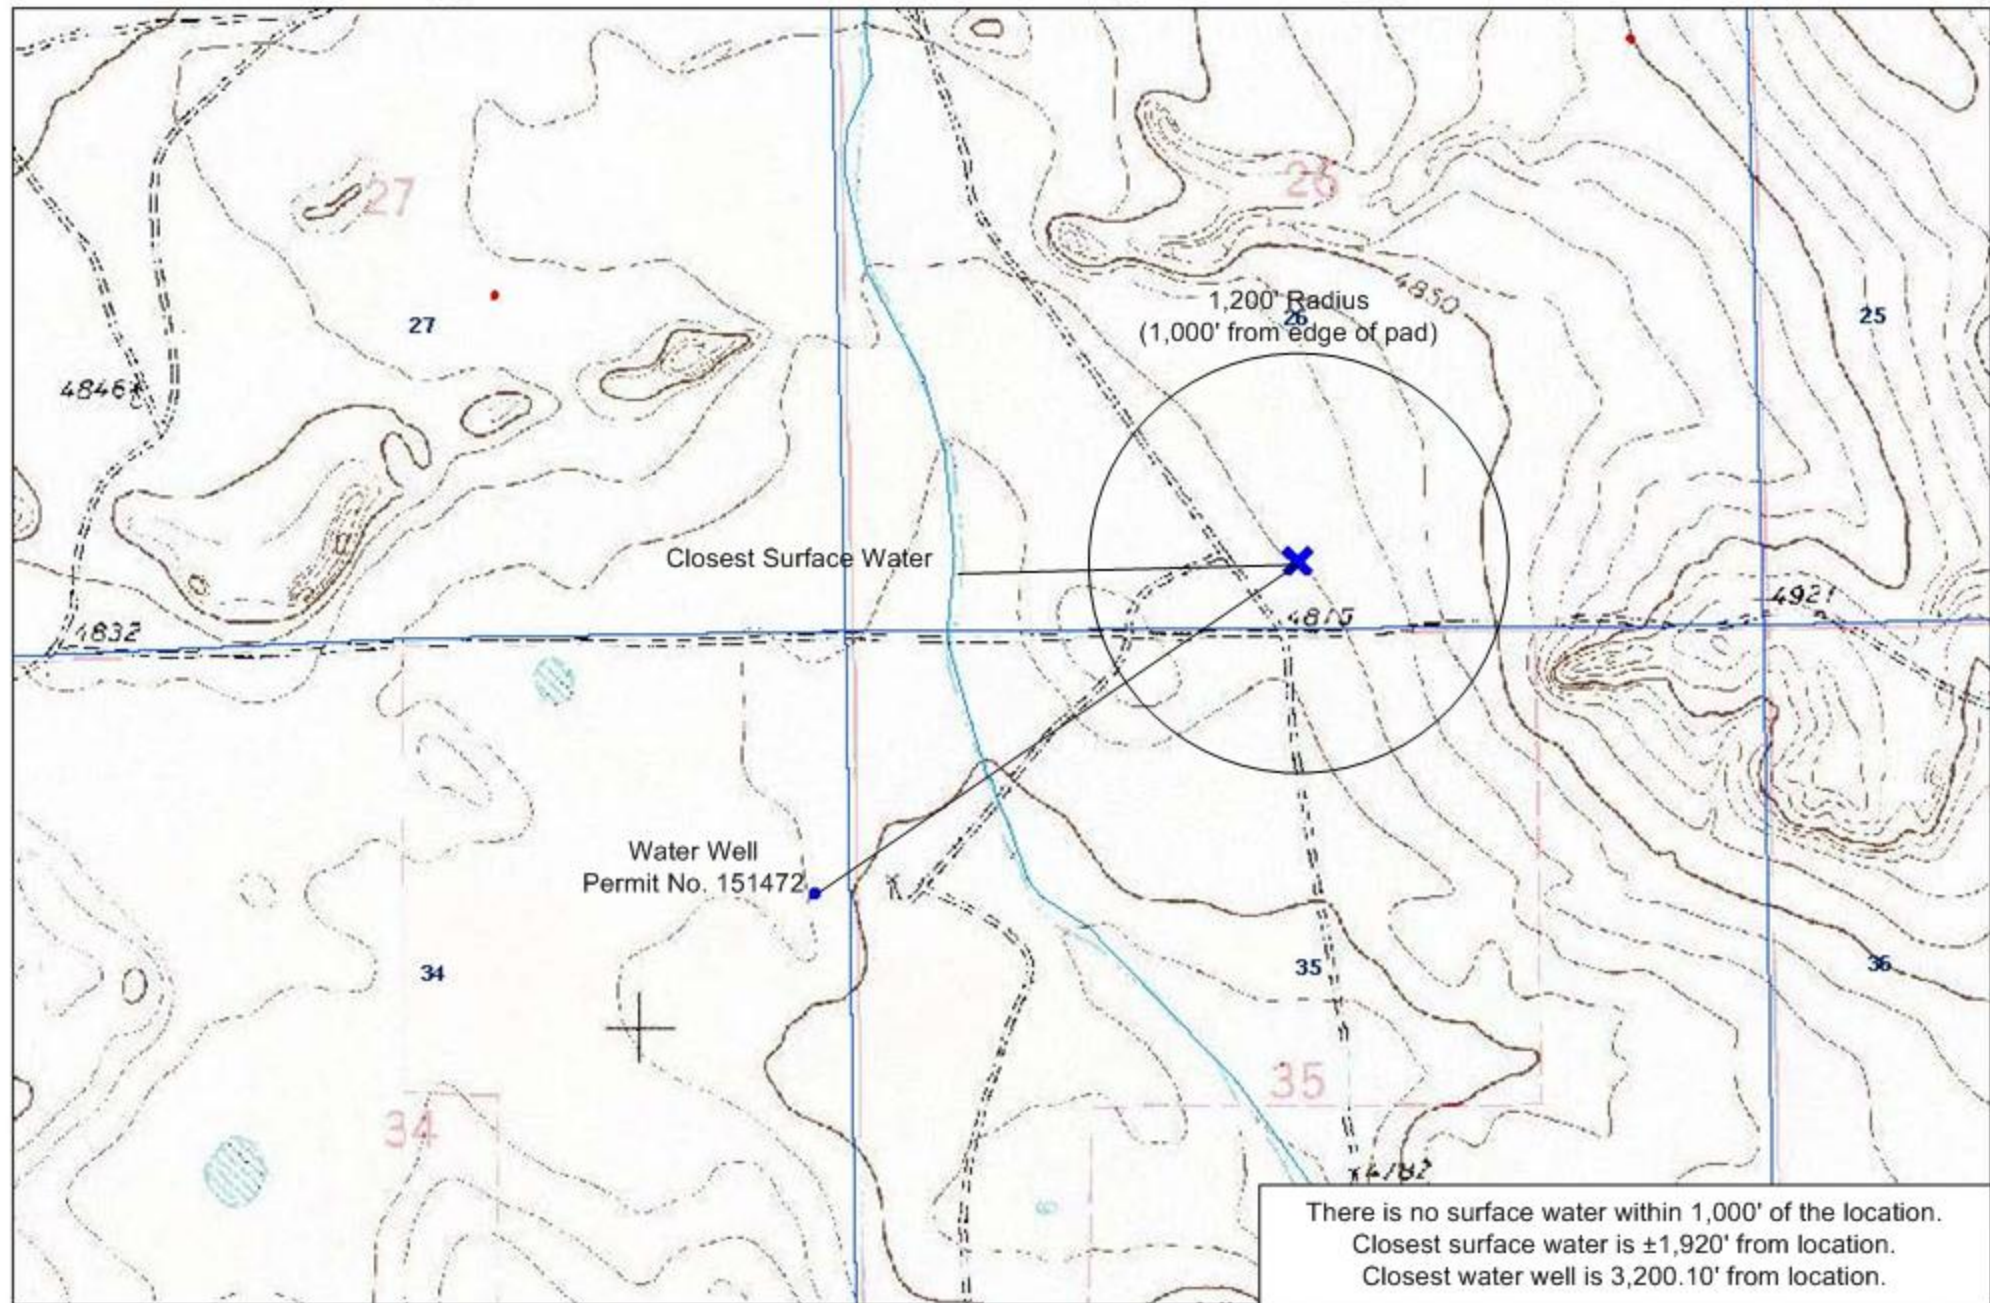 27
26
4850
1,200' Radius
(1,000' from edge of pad)
26
27
25
4846
Closest Surface Water
4815
4921
4832
Water Well
Permit No. 151472
34
35
36
35
34
4782
There is no surface water within 1,000' of the location.
Closest surface water is ±1,920' from location.
Closest water well is 3,200.10' from location.